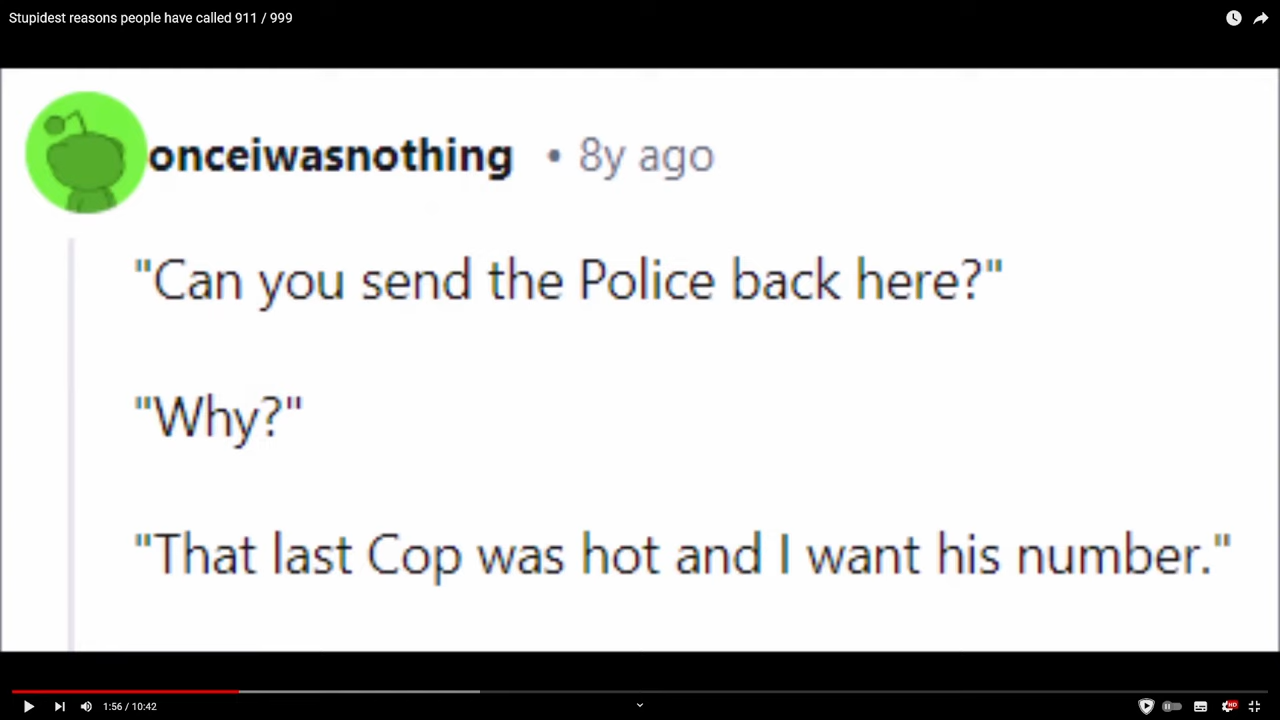 Stupidest reasons people have called 911 / 999
onceiwasnothing • 8y ago
"Can you send the Police back here?"
"Why?"
"That last Cop was hot and I want his number."
1:56 / 10:42
HD